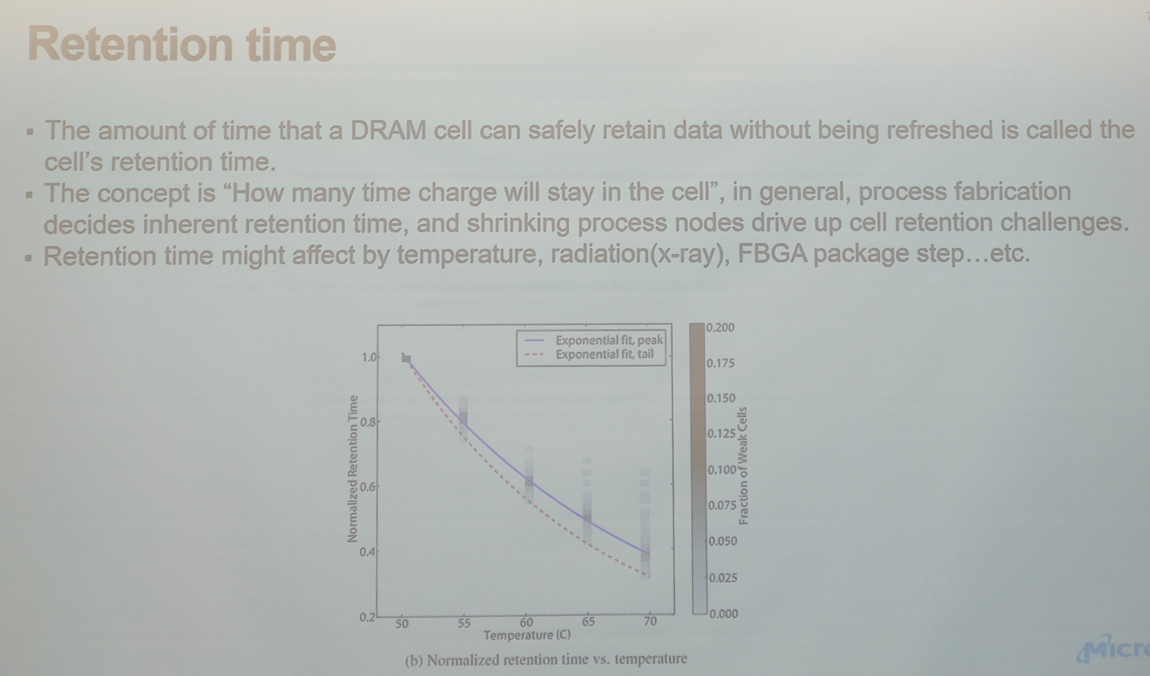 Retention time
▪ The amount of time that a DRAM cell can safely retain data without being refreshed is called the
cell's retention time.
▪ The concept is “How many time charge will stay in the cell”, in general, process fabrication
decides inherent retention time, and shrinking process nodes drive up cell retention challenges.
▪ Retention time might affect by temperature, radiation(x-ray), FBGA package step…etc.
Exponential fit, peak
Exponential fit, tail
Normalized Retention Time
1.0
0.8
0.6
0.4
0.2
50 55 60 65 70
Temperature (C)
0.200
0.175
0.150
0.125
0.100
0.075
0.050
0.025
0.000
Fraction of Weak Cells
(b) Normalized retention time vs. temperature
Micro